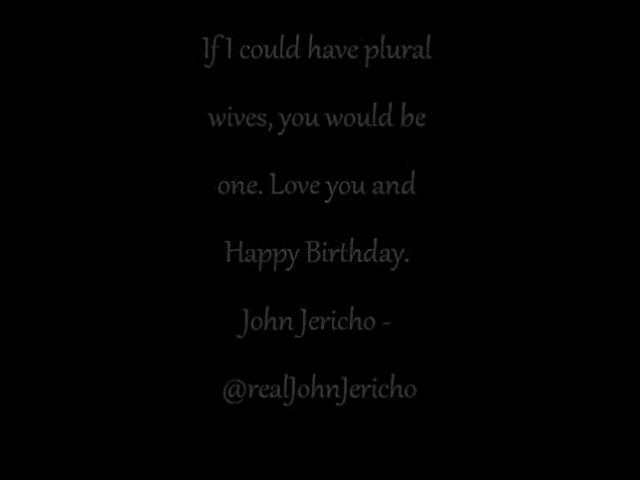 If I could have plural
wives, you would be
one. Love you and
Happy Birthday.
John Jericho -
@realJohnJericho